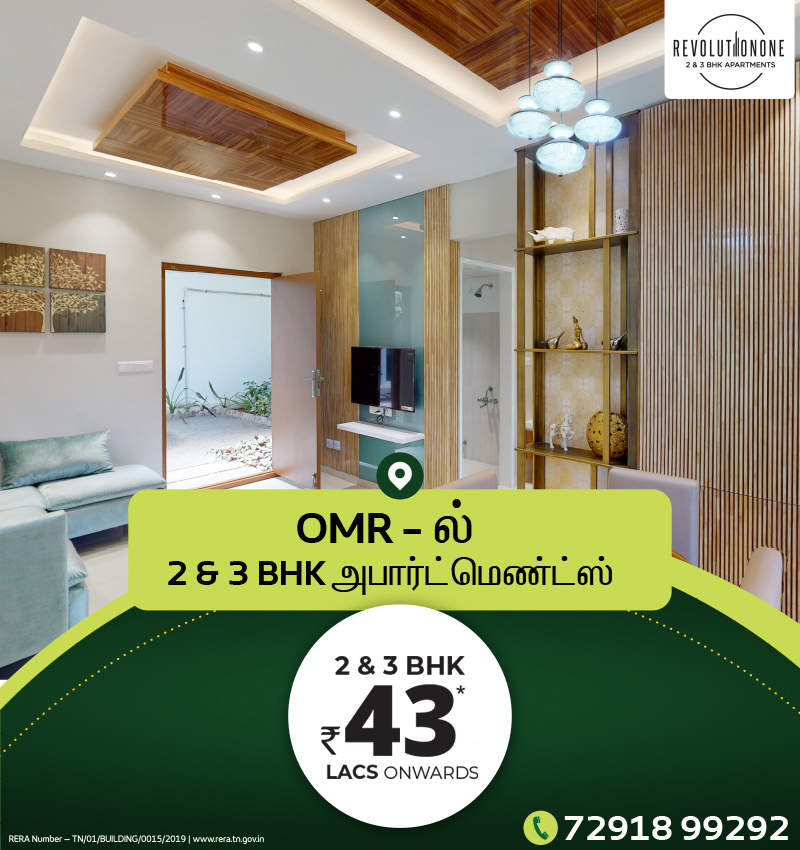 REVOLUTIONONE
2 & 3 BHK APARTMENTS
OMR - ல்
2 & 3 BHK அபார்ட்மெண்ட்ஸ்
2 & 3 BHK
₹43*
LACS ONWARDS
72918 99292
RERA Number – TN/01/BUILDING/0015/2019 | www.rera.tn.gov.in